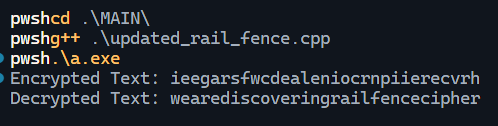 pwshcd .\MAIN\
pwshg++ .\updated_rail_fence.cpp
pwsh.\a.exe
Encrypted Text: ieegarsfwcdealeniocrnpiierecvrh
Decrypted Text: wearediscoveringrailfencecipher